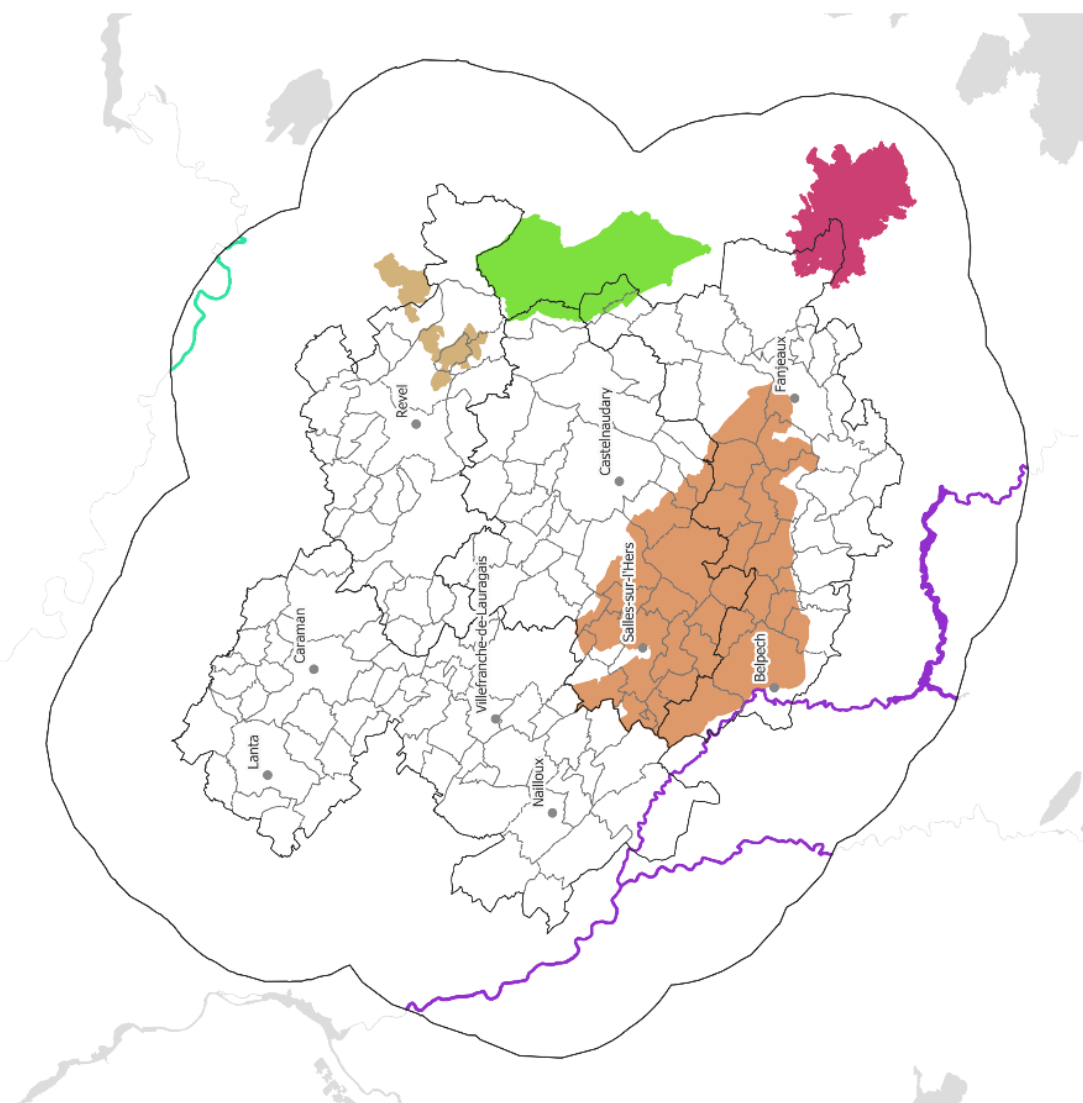 Revel
Fanjeaux
Castelnaudary
Salles-sur-l'Hers
Villefranche-de-Lauragais
Caraman
Belpech
Lanta
Nailloux